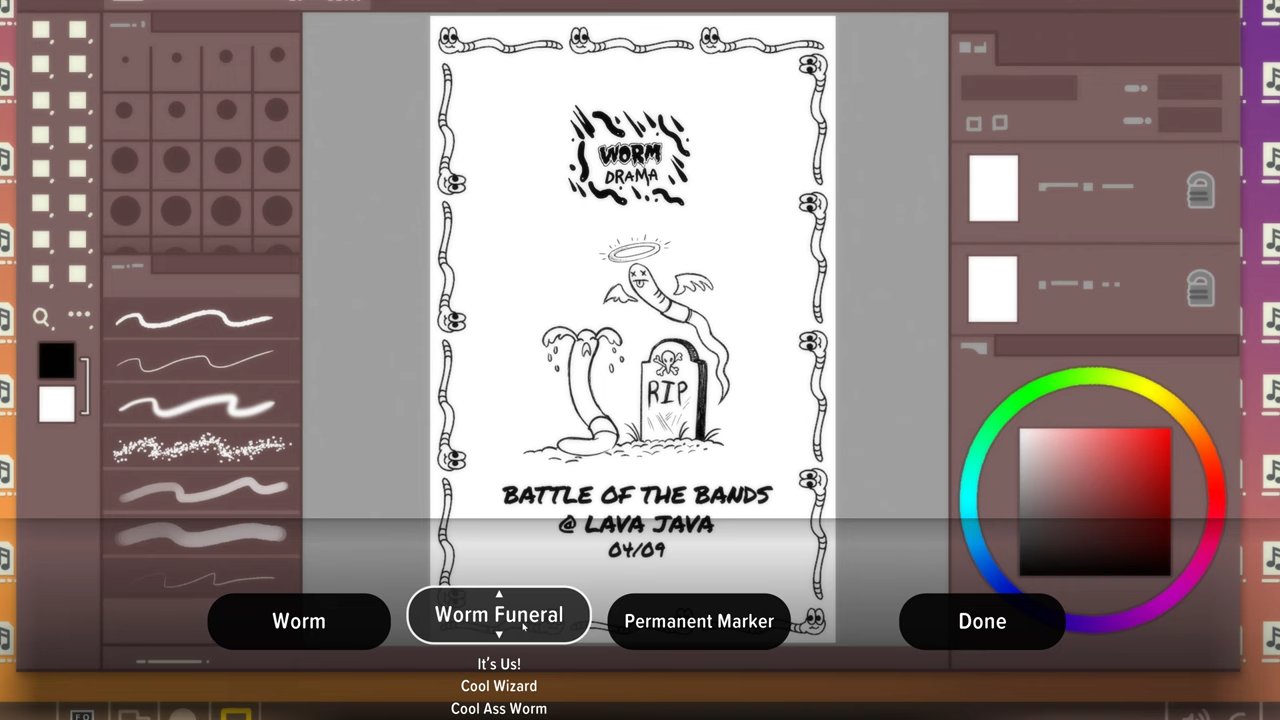 WORM
DRAMA
RIP
BATTLE OF THE BANDS
@ LAVA JAVA
04/09
Worm
Worm Funeral
Permanent Marker
Done
It's Us!
Cool Wizard
Cool Ass Worm